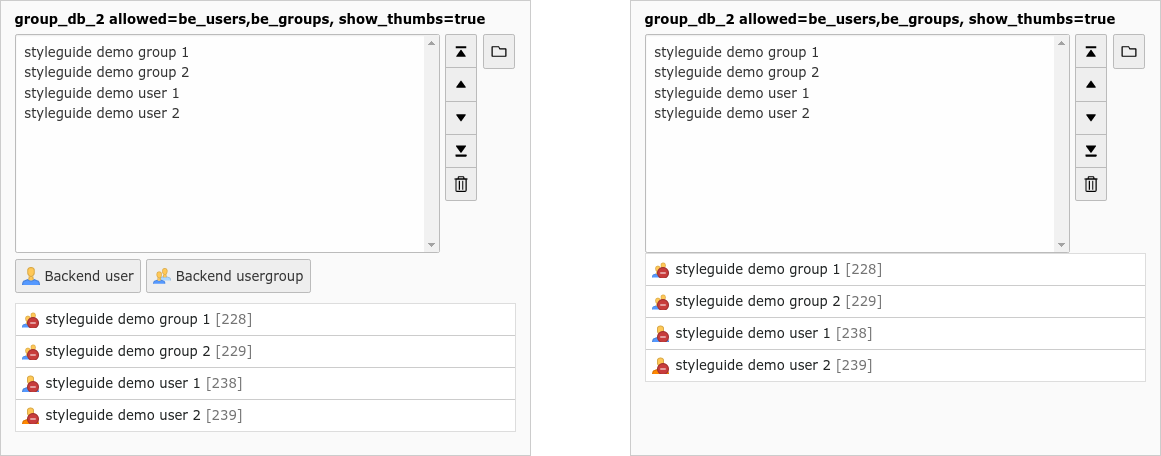 group_db_2 allowed=be_users,be_groups, show_thumbs=true
styleguide demo group 1
styleguide demo group 2
styleguide demo user 1
styleguide demo user 2
Backend user
Backend usergroup
styleguide demo group 1 [228]
styleguide demo group 2 [229]
styleguide demo user 1 [238]
styleguide demo user 2 [239]
group_db_2 allowed=be_users,be_groups, show_thumbs=true
styleguide demo group 1
styleguide demo group 2
styleguide demo user 1
styleguide demo user 2
styleguide demo group 1 [228]
styleguide demo group 2 [229]
styleguide demo user 1 [238]
styleguide demo user 2 [239]